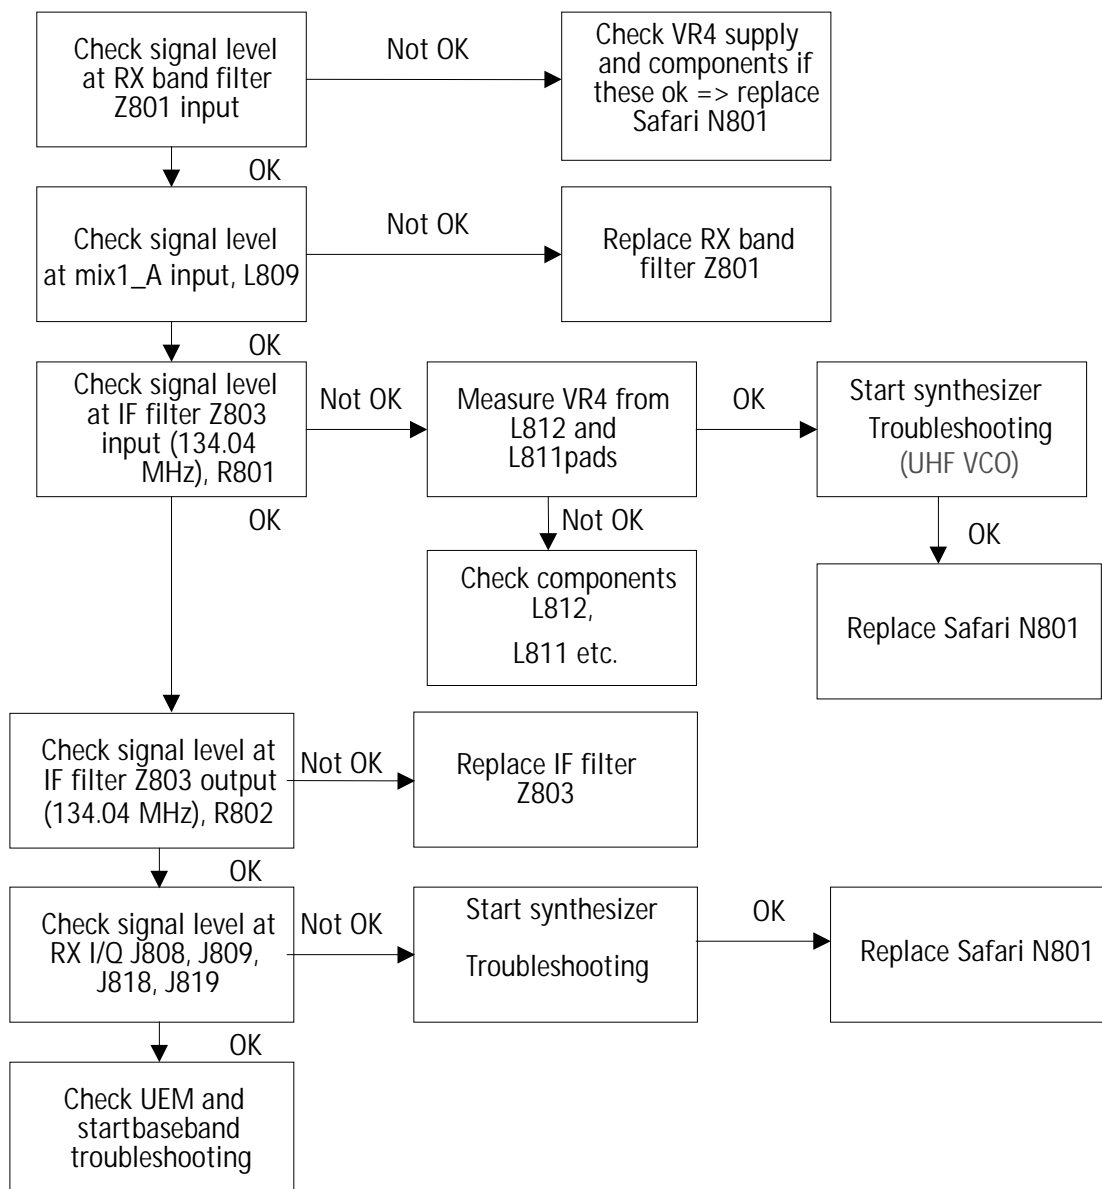 Check signal level
at RX band filter
Z801 input
Not OK
Check VR4 supply
and components if
these ok => replace
Safari N801
OK
Check signal level
at mix1_A input, L809
Not OK
Replace RX band
filter Z801
OK
Check signal level
at IF filter Z803
input (134.04
MHz), R801
Not OK
Measure VR4 from
L812 and
L811pads
OK
Start synthesizer
Troubleshooting
(UHF VCO)
OK
Not OK
OK
Check components
L812,
L811 etc.
Replace Safari N801
Check signal level at
IF filter Z803 output
(134.04 MHz), R802
Not OK
Replace IF filter
Z803
OK
Check signal level at
RX I/Q J808, J809,
J818, J819
Not OK
Start synthesizer
Troubleshooting
OK
Replace Safari N801
OK
Check UEM and
startbaseband
troubleshooting